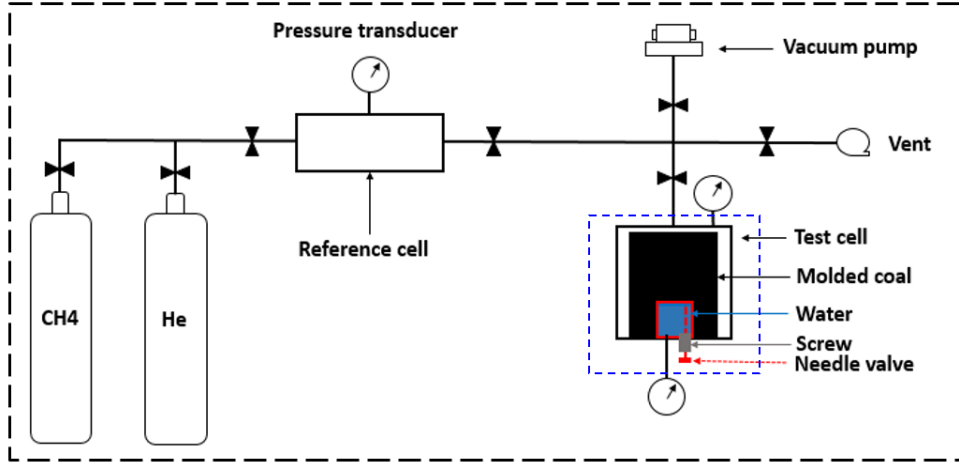 Pressure transducer
Vacuum pump
Vent
Reference cell
Test cell
Molded coal
CH4
He
Water
Screw
Needle valve